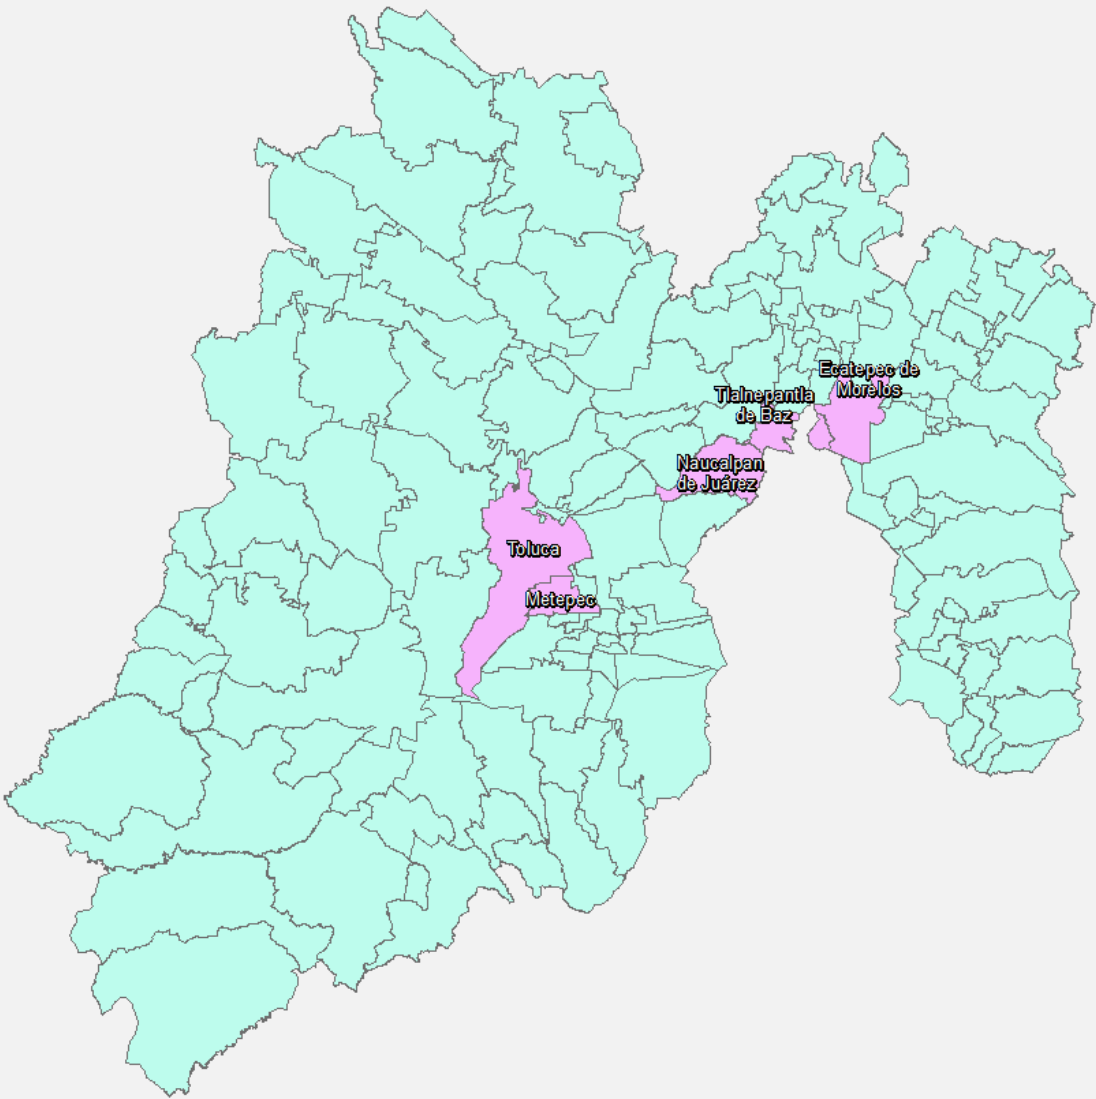 Ecatepec de
Morelos
Tlalnepantla
de Baz
Naucalpan
de Juárez
Toluca
Metepec